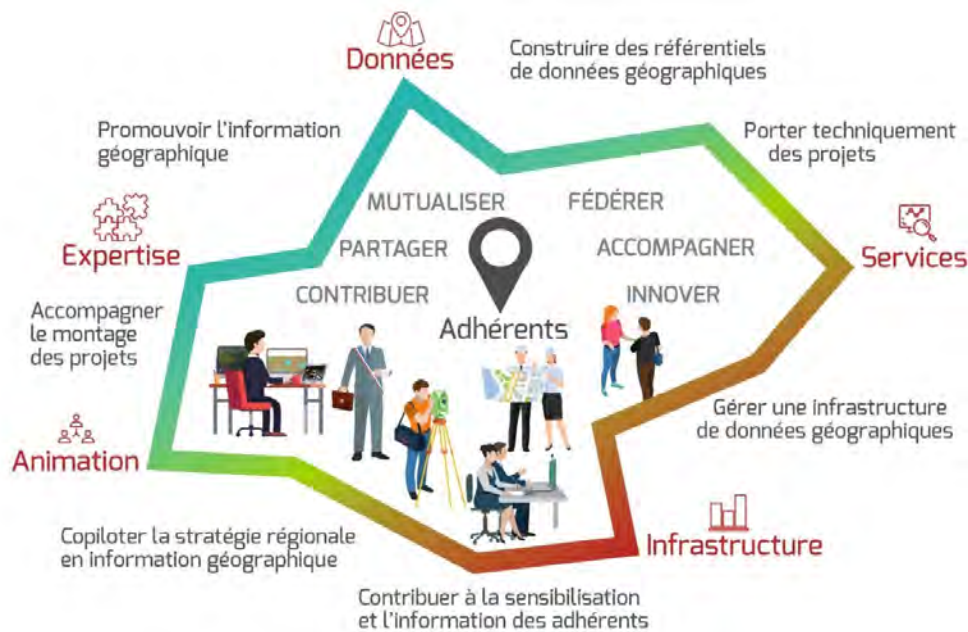 Données
Construire des référentiels
de données géographiques
Promouvoir l'information
géographique
Porter techniquement
des projets
MUTUALISER
FÉDÉRER
Expertise
PARTAGER
ACCOMPAGNER
Services
CONTRIBUER
INNOVER
Accompagner
le montage
des projets
Adhérents
Gérer une infrastructure
de données géographiques
Animation
Copiloter la stratégie régionale
en information géographique
Infrastructure
Contribuer à la sensibilisation
et l'information des adhérents